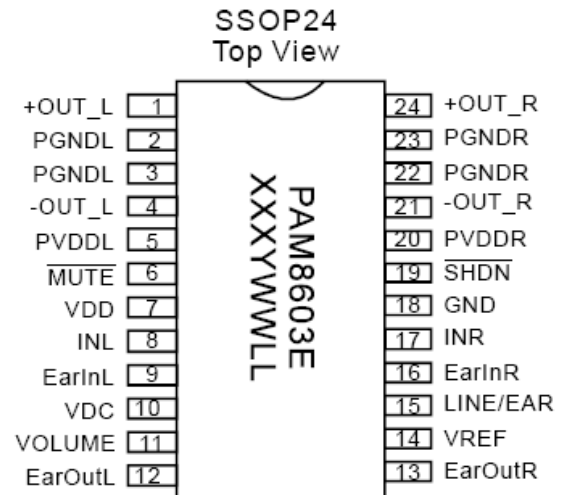 SSOP24
Top View
+OUT_L 1 24 +OUT_R
PGNDL 2 23 PGNDR
PGNDL 3 22 PGNDR
-OUT_L 4 21 -OUT_R
PVDDL 5 20 PVDDR
MUTE 6 19 SHDN
VDD 7 18 GND
INL 8 17 INR
EarInL 9 16 EarInR
VDC 10 15 LINE/EAR
VOLUME 11 14 VREF
EarOutL 12 13 EarOutR
PAM8603E
XXXYWWLL